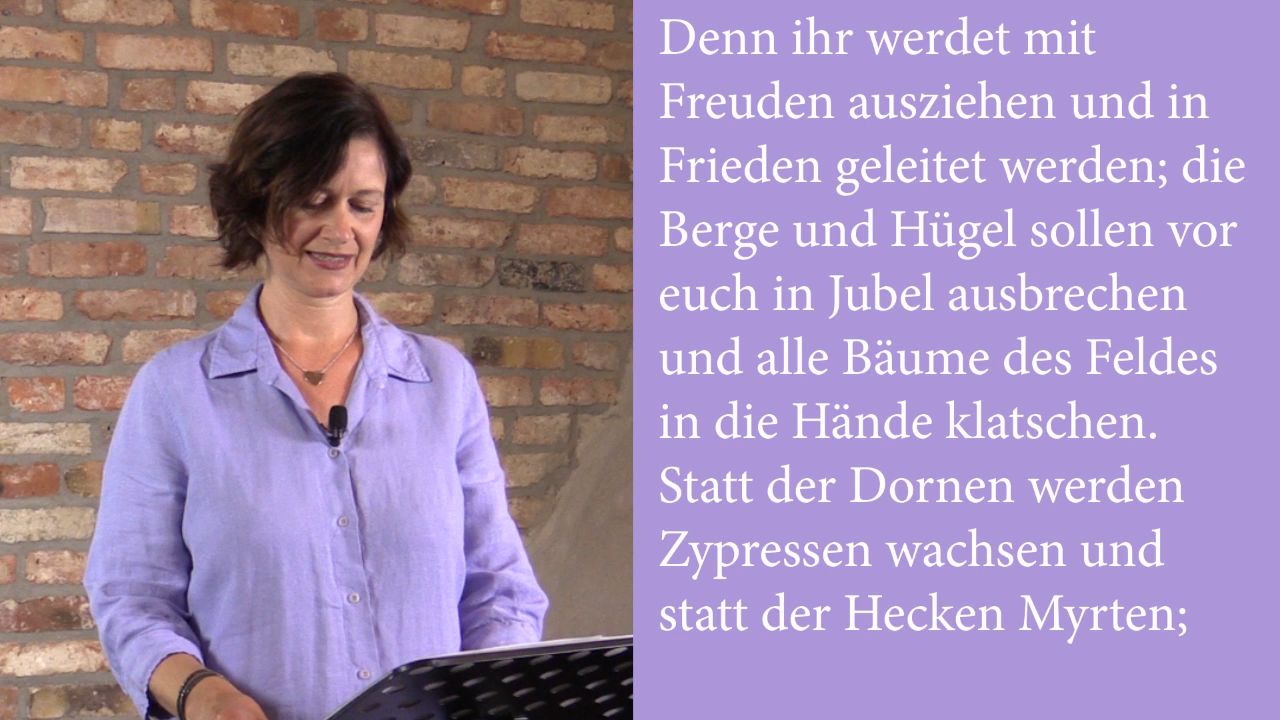 Denn ihr werdet mit
Freuden ausziehen und in
Frieden geleitet werden; die
Berge und Hügel sollen vor
euch in Jubel ausbrechen
und alle Bäume des Feldes
in die Hände klatschen.
Statt der Dornen werden
Zypressen wachsen und
statt der Hecken Myrten;